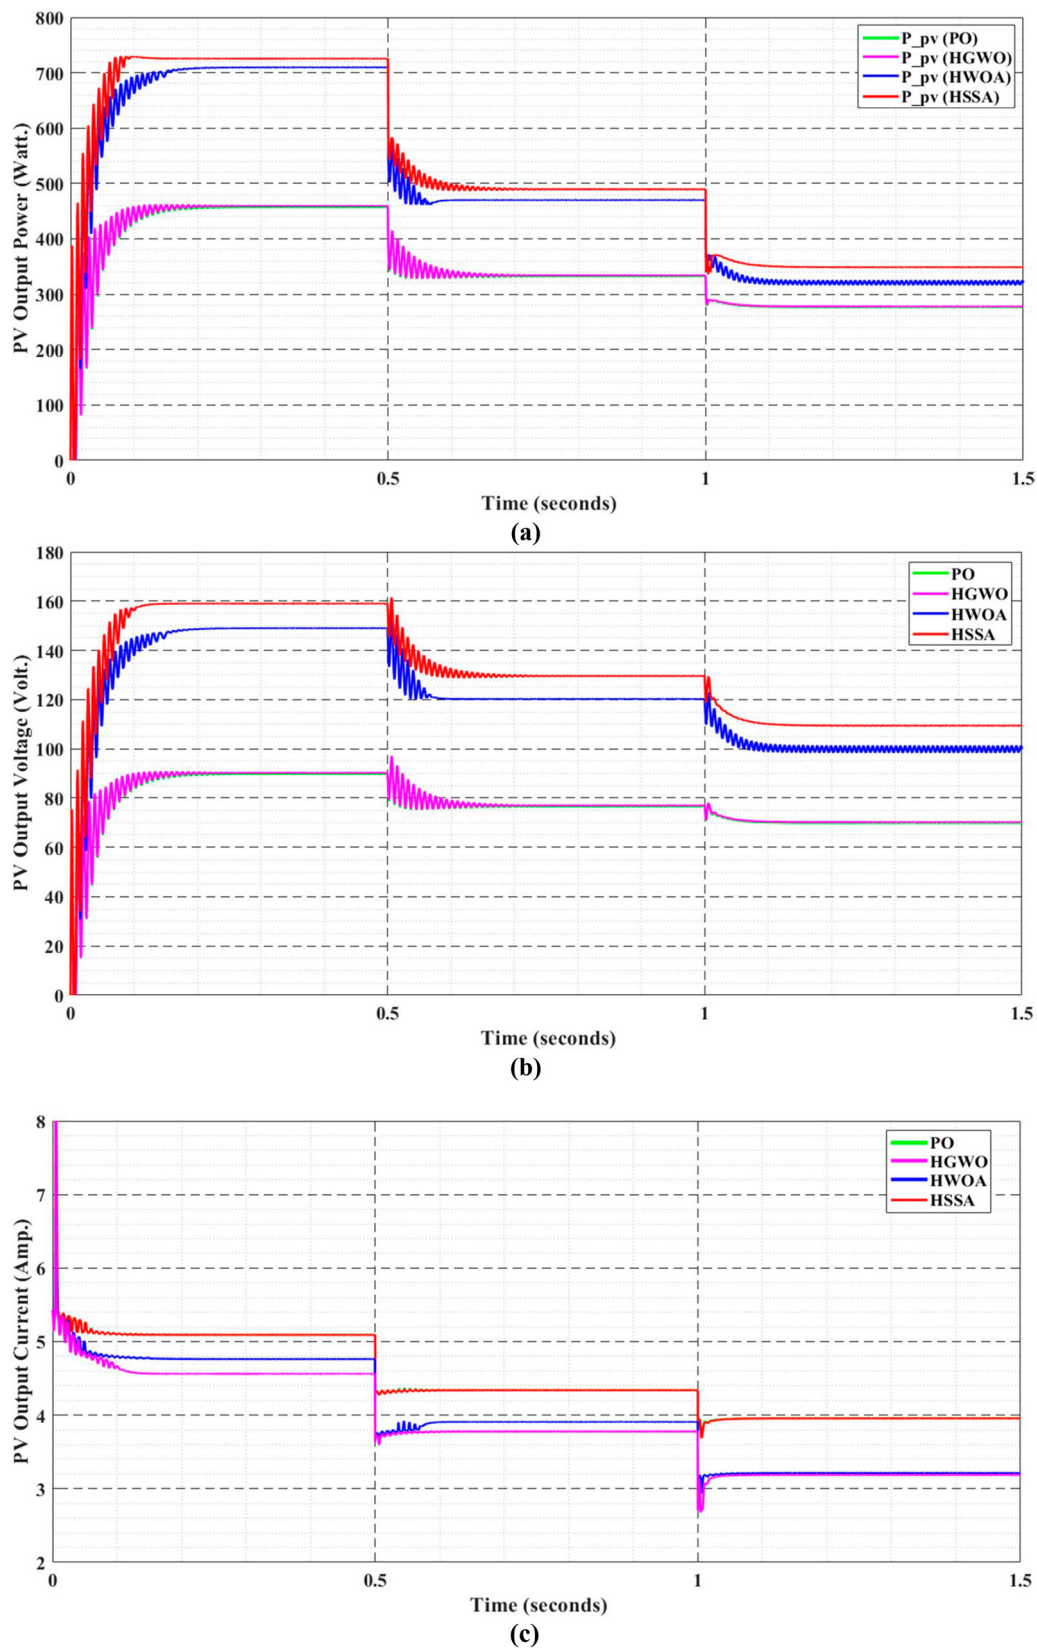 800
700
600
500
400
300
200
100
0
PV Output Power (Watt.)
P_pv (PO)
P_pv (HGWO)
P_pv (HWOA)
P_pv (HSSA)
0 0.5 1 1.5
Time (seconds)
(a)
180
160
140
120
100
80
60
40
20
0
PV Output Voltage (Volt.)
PO
HGWO
HWOA
HSSA
0 0.5 1 1.5
Time (seconds)
(b)
8
7
6
5
4
3
2
PV Output Current (Amp.)
PO
HGWO
HWOA
HSSA
0 0.5 1 1.5
Time (seconds)
(c)